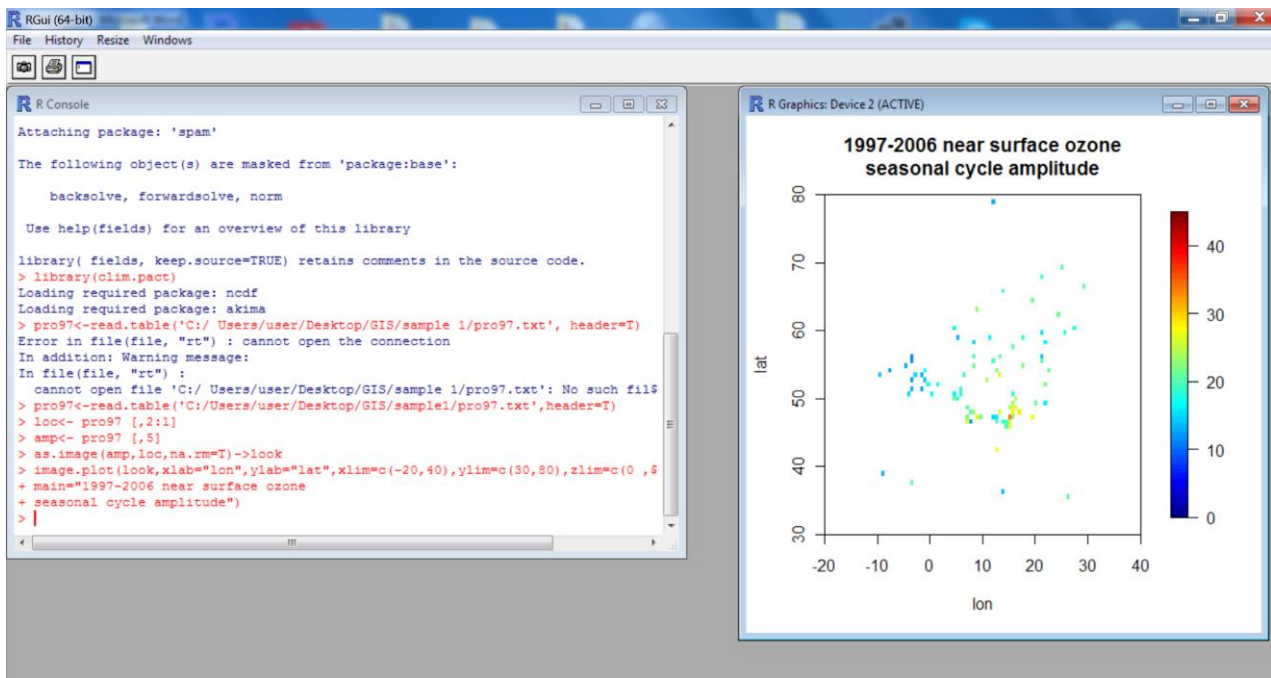 RGui (64-bit)
File History Resize Windows
R Console
Attaching package: 'spam'
The following object(s) are masked from 'package:base':
backsolve, forwardsolve, norm
Use help(fields) for an overview of this library
library( fields, keep.source=TRUE) retains comments in the source code.
> library(clim.pact)
Loading required package: ncdf
Loading required package: akima
> pro97<-read.table('C:/ Users/user/Desktop/GIS/sample 1/pro97.txt', header=T)
Error in file(file, "rt") : cannot open the connection
In addition: Warning message:
In file(file, "rt") :
cannot open file 'C:/ Users/user/Desktop/GIS/sample 1/pro97.txt': No such fil$
> pro97<-read.table('C:/Users/user/Desktop/GIS/sample1/pro97.txt',header=T)
> loc<- pro97 [,2:1]
> amp<- pro97 [,5]
> as.image(amp,loc,na.rm=T)->look
> image.plot(look,xlab="lon",ylab="lat",xlim=c(-20,40),ylim=c(30,80),zlim=c(0 ,$
+ main="1997-2006 near surface ozone
+ seasonal cycle amplitude")
>
R Graphics: Device 2 (ACTIVE)
1997-2006 near surface ozone
seasonal cycle amplitude
80
70
60
50
40
30
lat
-20 -10 0 10 20 30 40
lon
40
30
20
10
0